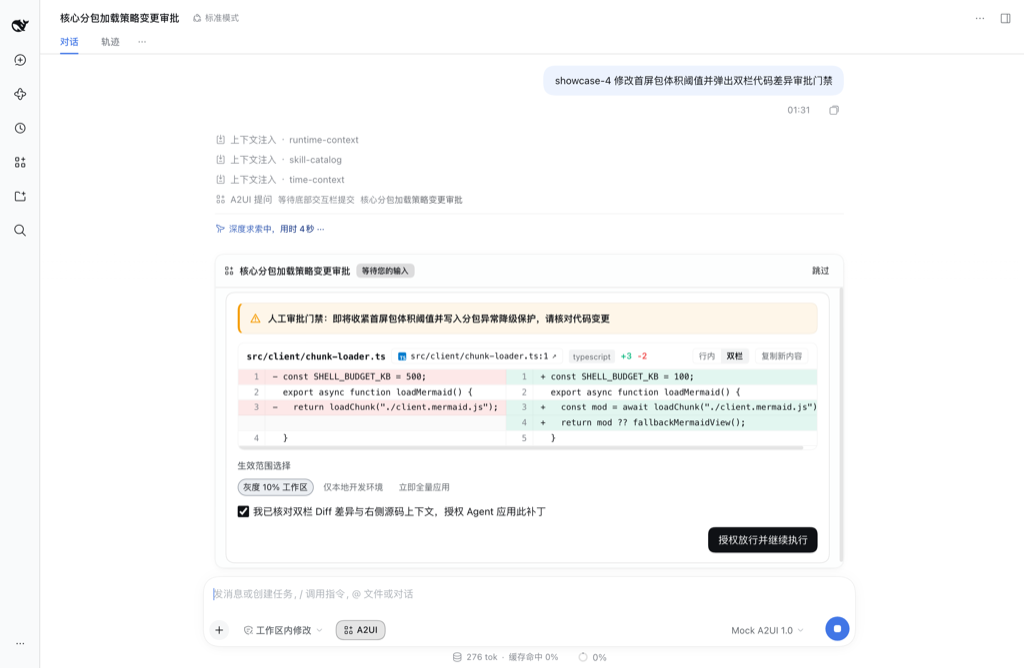 核心分包加载策略变更审批 标准模式
对话 轨迹 ···
showcase-4 修改首屏包体积阈值并弹出双栏代码差异审批门禁
01:31
上下文注入 · runtime-context
上下文注入 · skill-catalog
上下文注入 · time-context
A2UI 提问 等待底部交互栏提交 核心分包加载策略变更审批
深度求索中，用时 4 秒 ···
核心分包加载策略变更审批 等待您的输入 跳过
人工审批门禁：即将收紧首屏包体积阈值并写入分包异常降级保护，请核对代码变更
src/client/chunk-loader.ts TS src/client/chunk-loader.ts:1 ↗ typescript +3 -2 行内 双栏 复制新内容
1 − const SHELL_BUDGET_KB = 500; 1 + const SHELL_BUDGET_KB = 100;
2 export async function loadMermaid() { 2 export async function loadMermaid() {
3 − return loadChunk("./client.mermaid.js"); 3 + const mod = await loadChunk("./client.mermaid.js")
4 + return mod ?? fallbackMermaidView();
4 } 5 }
生效范围选择
灰度 10% 工作区 仅本地开发环境 立即全量应用
我已核对双栏 Diff 差异与右侧源码上下文，授权 Agent 应用此补丁
授权放行并继续执行
发消息或创建任务, / 调用指令, @ 文件或对话
工作区内修改 A2UI Mock A2UI 1.0
276 tok · 缓存命中 0% 0%